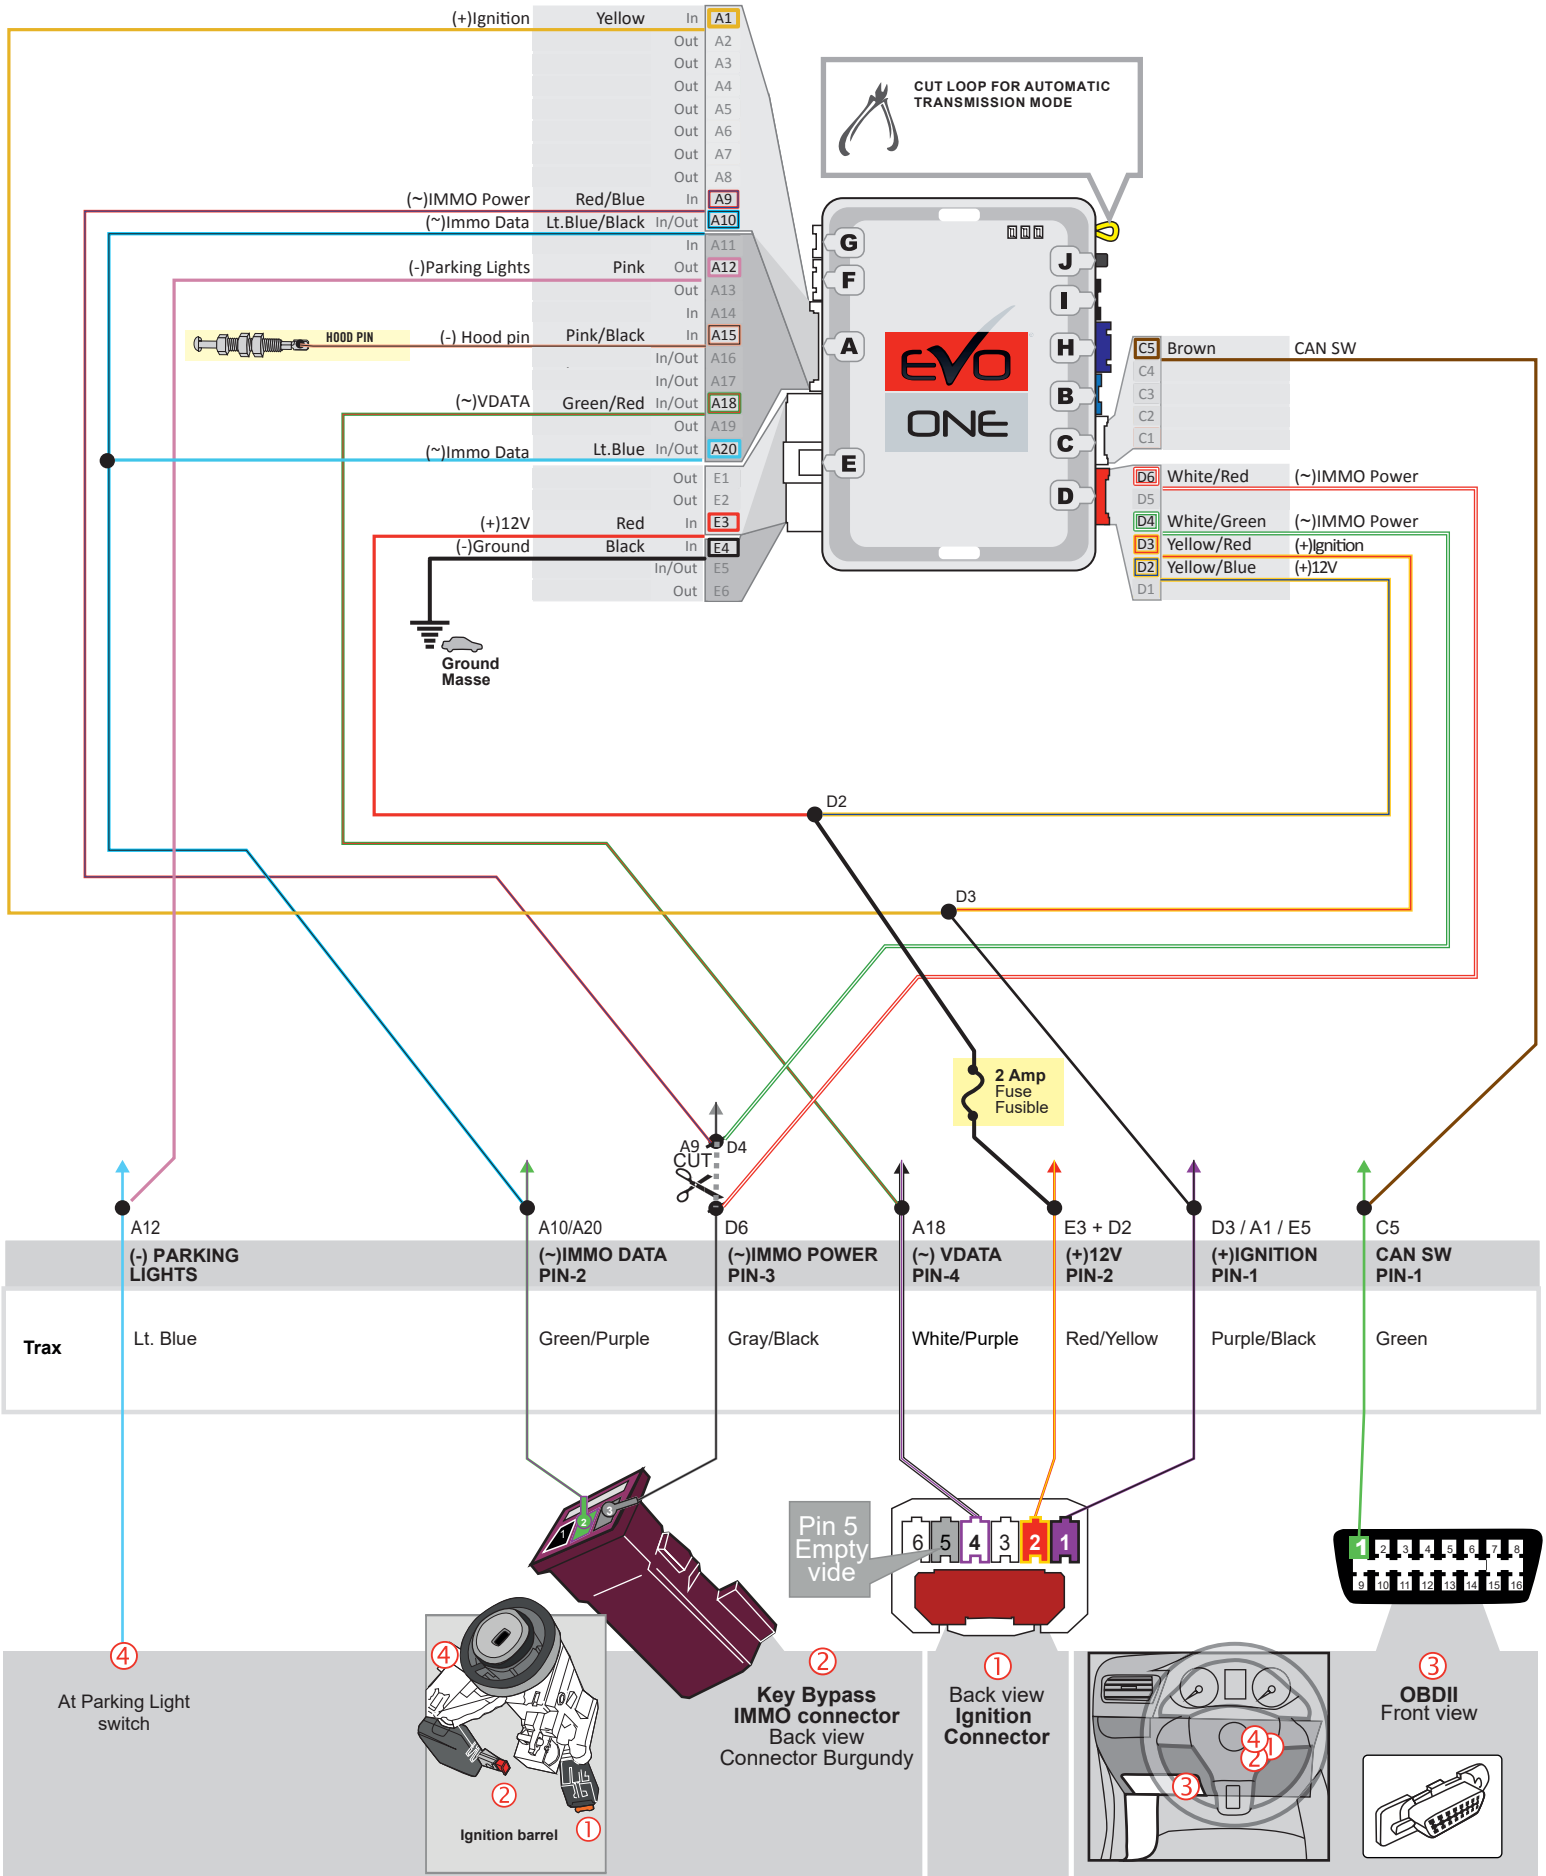 (+)Ignition Yellow In A1
Out A2
Out A3
Out A4
Out A5
Out A6
Out A7
Out A8
(~)IMMO Power Red/Blue In A9
(~)Immo Data Lt.Blue/Black In/Out A10
In A11
(-)Parking Lights Pink Out A12
Out A13
In A14
HOOD PIN (-) Hood pin Pink/Black In A15
In/Out A16
In/Out A17
(~)VDATA Green/Red In/Out A18
Out A19
(~)Immo Data Lt.Blue In/Out A20
Out E1
Out E2
(+)12V Red In E3
(-)Ground Black In E4
In/Out E5
Out E6
Ground
Masse
CUT LOOP FOR AUTOMATIC
TRANSMISSION MODE
G
F
A
E
J
I
H
B
C
D
EVO
ONE
C5 Brown CAN SW
C4
C3
C2
C1
D6 White/Red (~)IMMO Power
D5
D4 White/Green (~)IMMO Power
D3 Yellow/Red (+)Ignition
D2 Yellow/Blue (+)12V
D1
D2
D3
2 Amp
Fuse
Fusible
A9 D4
CUT
A12
A10/A20
D6
A18
E3 + D2
D3 / A1 / E5
C5
(-) PARKING
LIGHTS
(~)IMMO DATA
PIN-2
(~)IMMO POWER
PIN-3
(~) VDATA
PIN-4
(+)12V
PIN-2
(+)IGNITION
PIN-1
CAN SW
PIN-1
Trax
Lt. Blue
Green/Purple
Gray/Black
White/Purple
Red/Yellow
Purple/Black
Green
1 2 3
Pin 5
Empty
vide
6 5 4 3 2 1
1 2 3 4 5 6 7 8
9 10 11 12 13 14 15 16
4
At Parking Light
switch
4
2
1
Ignition barrel
2
Key Bypass
IMMO connector
Back view
Connector Burgundy
1
Back view
Ignition
Connector
4
1
2
3
3
OBDII
Front view